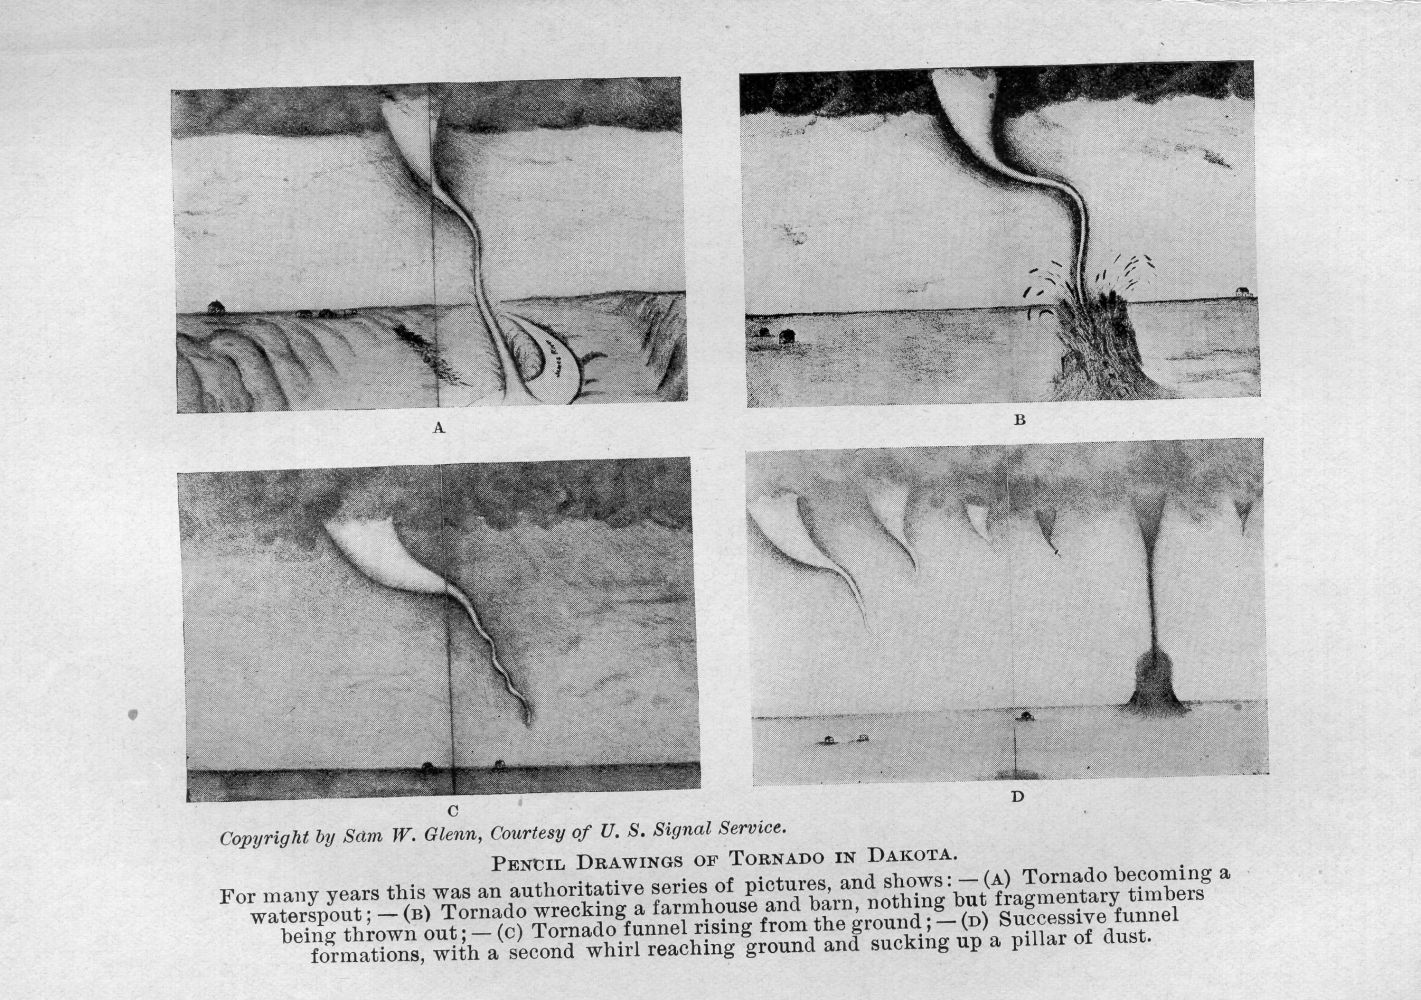 A
B
C
D
Copyright by Sam W. Glenn, Courtesy of U. S. Signal Service.
PENCIL DRAWINGS OF TORNADO IN DAKOTA.
For many years this was an authoritative series of pictures, and shows: — (A) Tornado becoming a
waterspout; — (B) Tornado wrecking a farmhouse and barn, nothing but fragmentary timbers
being thrown out; — (C) Tornado funnel rising from the ground; — (D) Successive funnel
formations, with a second whirl reaching ground and sucking up a pillar of dust.